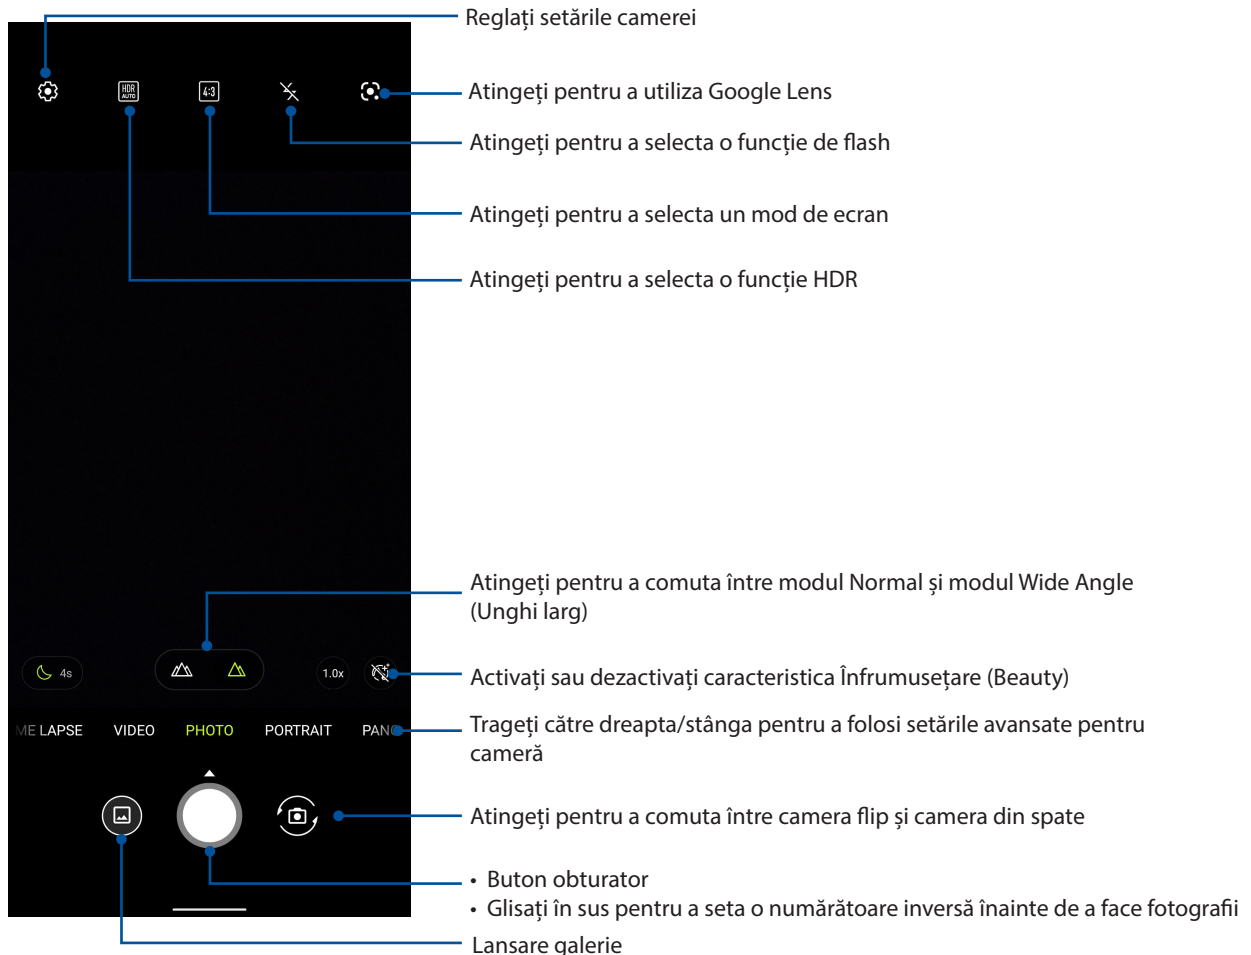 Reglați setările camerei
HDR AUTO
4:3
Atingeți pentru a utiliza Google Lens
Atingeți pentru a selecta o funcție de flash
Atingeți pentru a selecta un mod de ecran
Atingeți pentru a selecta o funcție HDR
Atingeți pentru a comuta între modul Normal și modul Wide Angle
(Unghi larg)
4s
1.0x
Activați sau dezactivați caracteristica Înfrumusețare (Beauty)
ME LAPSE VIDEO PHOTO PORTRAIT PANO
Trageți către dreapta/stânga pentru a folosi setările avansate pentru
cameră
Atingeți pentru a comuta între camera flip și camera din spate
• Buton obturator
• Glisați în sus pentru a seta o numărătoare inversă înainte de a face fotografii
Lansare galerie